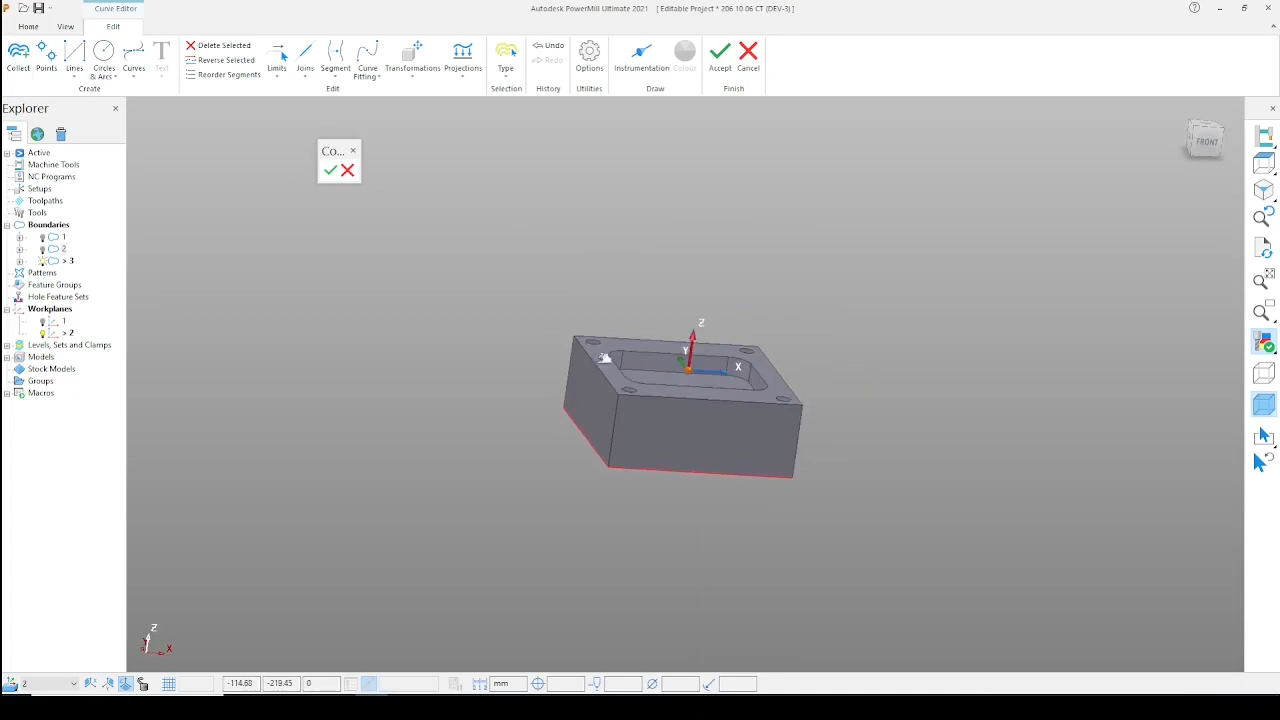 Curve Editor
Autodesk PowerMill Ultimate 2021 [ Editable Project * 206 10 06 CT (DEV-3) ]
Home View Edit
Collect Points Lines Circles & Arcs Curves Text
Delete Selected
Reverse Selected
Reorder Segments
Limits Joins Segment Curve Fitting Transformations Projections
Type
Undo
Redo
Options
Instrumentation Colour
Accept Cancel
Create Edit Selection History Utilities Draw Finish
Explorer
Active
Machine Tools
NC Programs
Setups
Toolpaths
Tools
Boundaries
1
2
> 3
Patterns
Feature Groups
Hole Feature Sets
Workplanes
1
> 2
Levels, Sets and Clamps
Models
Stock Models
Groups
Macros
Co...
FRONT
Z
Y
X
Z
X
2
-114.68 -219.45 0
mm